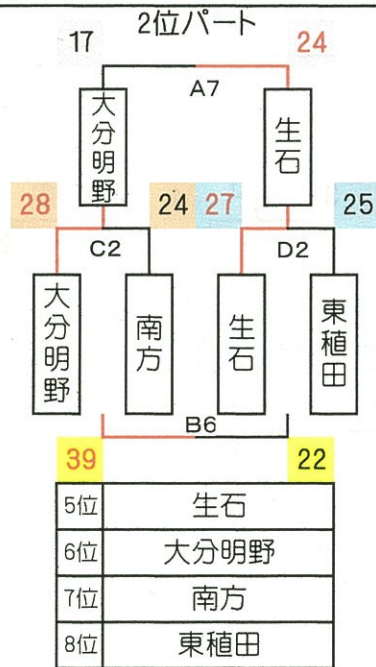 2位パート
17 24
A7
大分明野 生石
28 24 27 25
C2 D2
大分明野 南方 生石 東稙田
B6
39 22
5位 生石
6位 大分明野
7位 南方
8位 東稙田